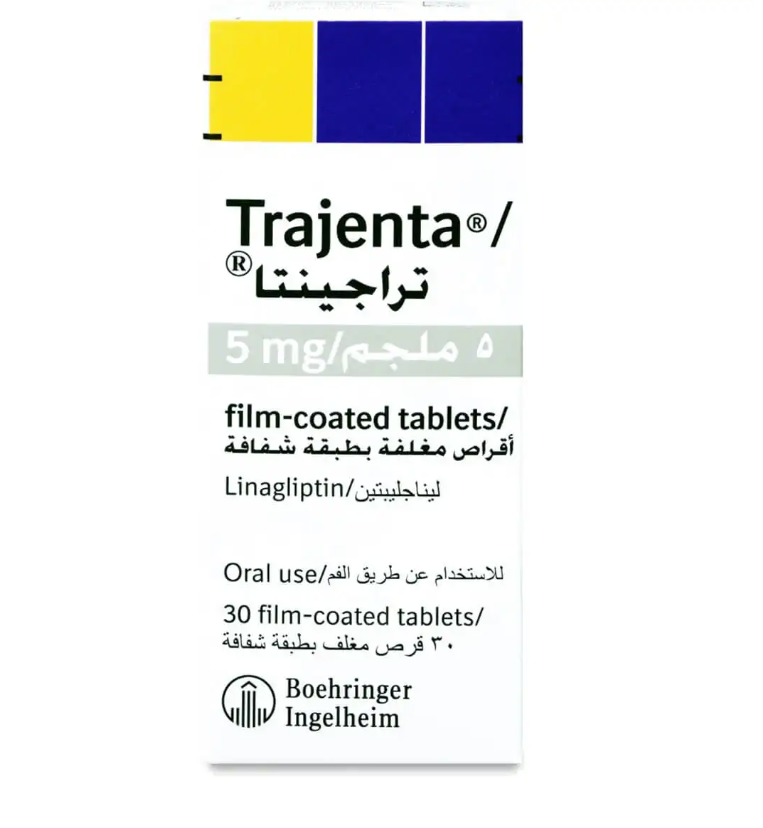 Trajenta®/
تراجينتا®
5 mg/٥ ملجم
film-coated tablets/
أقراص مغلفة بطبقة شفافة
Linagliptin/ليناجليبتين
Oral use/للاستخدام عن طريق الفم
30 film-coated tablets/
٣٠ قرص مغلف بطبقة شفافة
Boehringer
Ingelheim